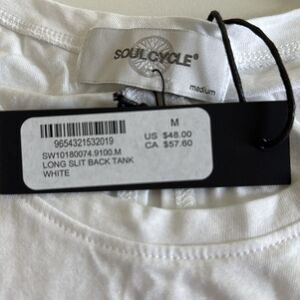 SOULCYCLE®
medium
M
9654321532019
US $48.00
CA $57.60
SW10180074.9100.M
LONG SLIT BACK TANK
WHITE